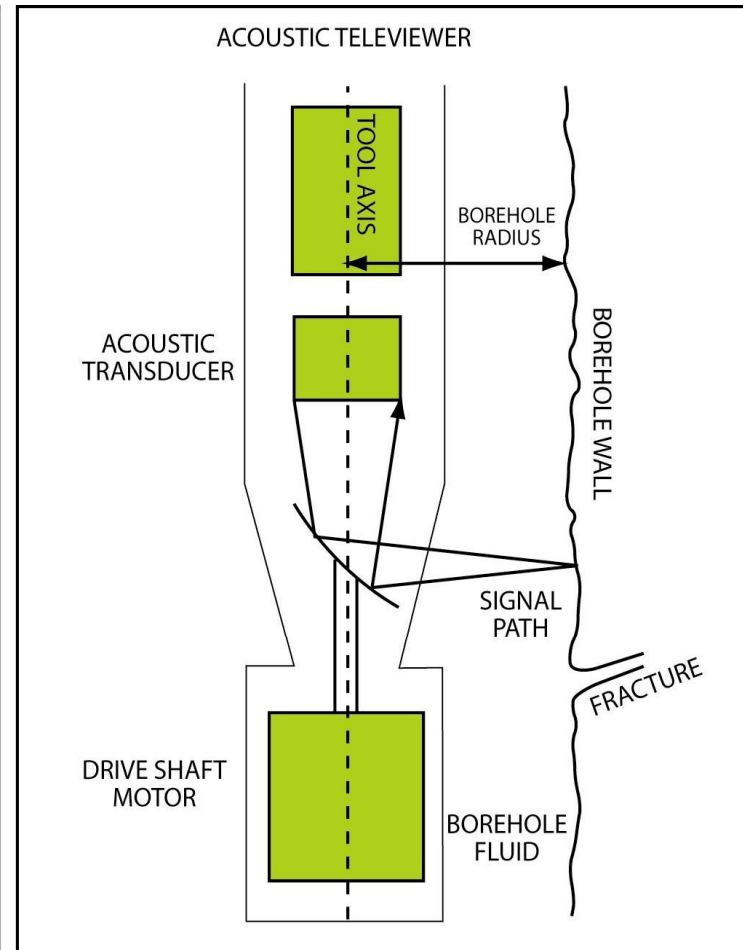 ACOUSTIC TELEVIEWER
TOOL AXIS
BOREHOLE
RADIUS
ACOUSTIC
TRANSDUCER
BOREHOLE WALL
SIGNAL
PATH
FRACTURE
DRIVE SHAFT
MOTOR
BOREHOLE
FLUID